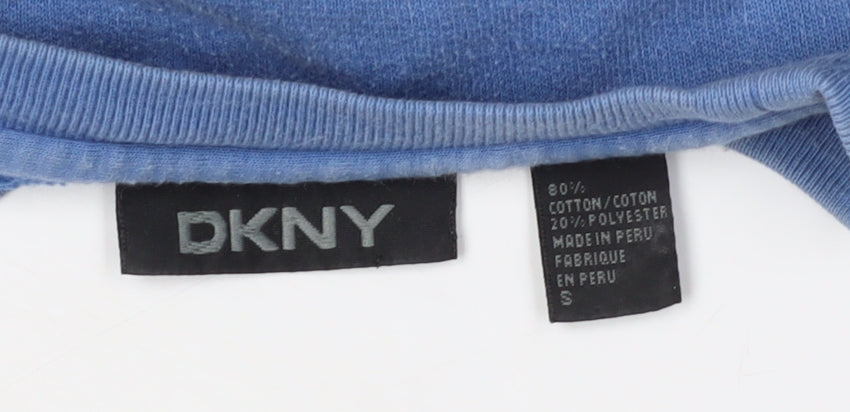 DKNY
80%
COTTON/COTON
20% POLYESTER
MADE IN PERU
FABRIQUE
EN PERU
S